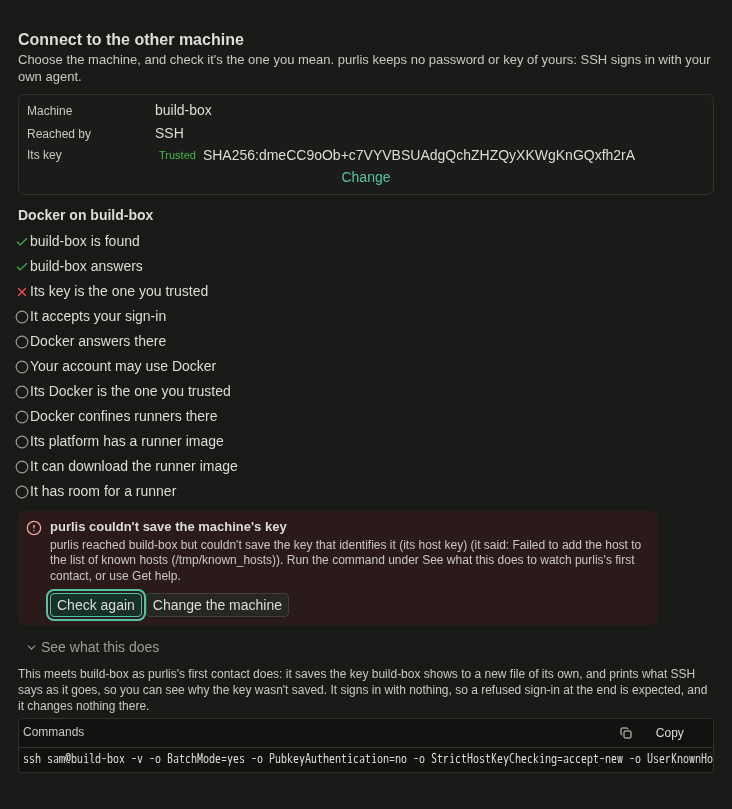 Connect to the other machine
Choose the machine, and check it's the one you mean. purlis keeps no password or key of yours: SSH signs in with your
own agent.
Machine build-box
Reached by SSH
Its key Trusted SHA256:dmeCC9oOb+c7VYVBSUAdgQchZHZQyXKWgKnGQxfh2rA
Change
Docker on build-box
build-box is found
build-box answers
Its key is the one you trusted
It accepts your sign-in
Docker answers there
Your account may use Docker
Its Docker is the one you trusted
Docker confines runners there
Its platform has a runner image
It can download the runner image
It has room for a runner
purlis couldn't save the machine's key
purlis reached build-box but couldn't save the key that identifies it (its host key) (it said: Failed to add the host to
the list of known hosts (/tmp/known_hosts)). Run the command under See what this does to watch purlis's first
contact, or use Get help.
Check again Change the machine
See what this does
This meets build-box as purlis's first contact does: it saves the key build-box shows to a new file of its own, and prints what SSH
says as it goes, so you can see why the key wasn't saved. It signs in with nothing, so a refused sign-in at the end is expected, and
it changes nothing there.
Commands Copy
ssh sam@build-box -v -o BatchMode=yes -o PubkeyAuthentication=no -o StrictHostKeyChecking=accept-new -o UserKnownHo